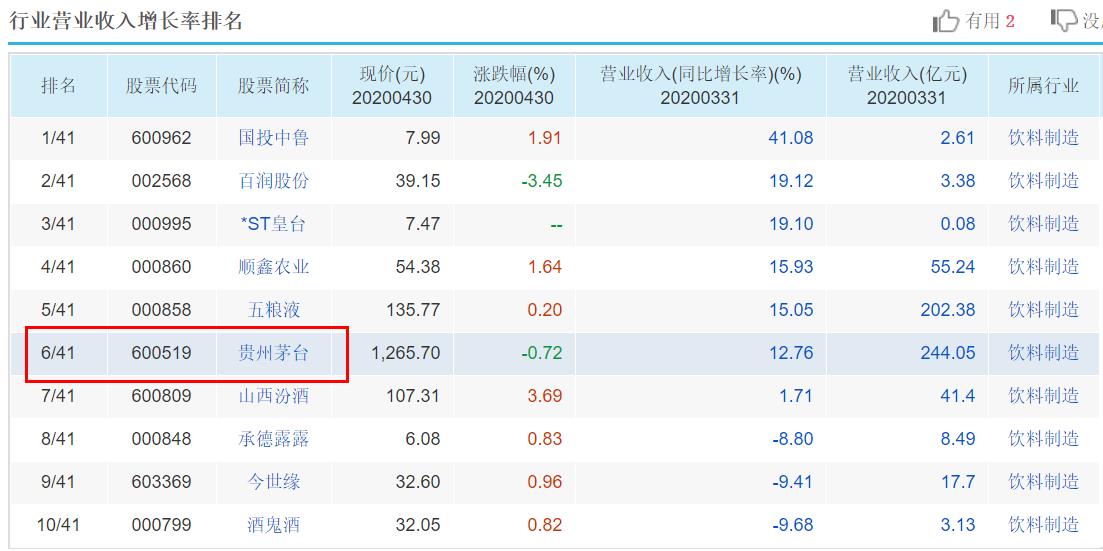 行业营业收入增长率排名 有用 2
排名 股票代码 股票简称 现价(元) 20200430 涨跌幅(%) 20200430 营业收入(同比增长率)(%) 20200331 营业收入(亿元) 20200331 所属行业
1/41 600962 国投中鲁 7.99 1.91 41.08 2.61 饮料制造
2/41 002568 百润股份 39.15 -3.45 19.12 3.38 饮料制造
3/41 000995 *ST皇台 7.47 -- 19.10 0.08 饮料制造
4/41 000860 顺鑫农业 54.38 1.64 15.93 55.24 饮料制造
5/41 000858 五粮液 135.77 0.20 15.05 202.38 饮料制造
6/41 600519 贵州茅台 1,265.70 -0.72 12.76 244.05 饮料制造
7/41 600809 山西汾酒 107.31 3.69 1.71 41.4 饮料制造
8/41 000848 承德露露 6.08 0.83 -8.80 8.49 饮料制造
9/41 603369 今世缘 32.60 0.96 -9.41 17.7 饮料制造
10/41 000799 酒鬼酒 32.05 0.82 -9.68 3.13 饮料制造